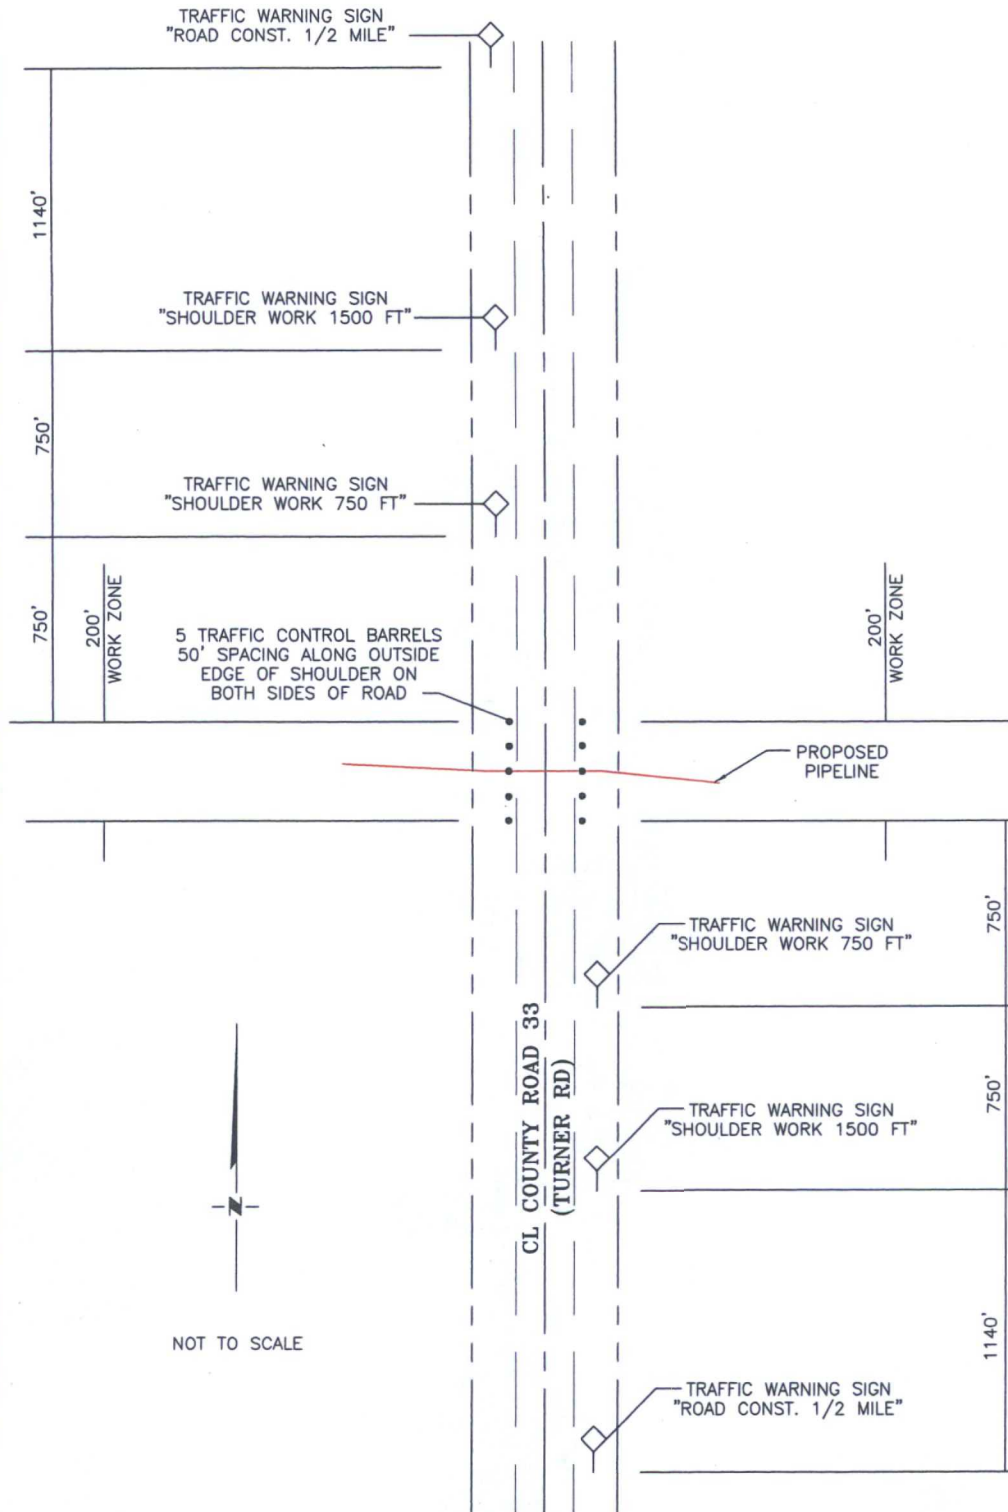 TRAFFIC WARNING SIGN
"ROAD CONST. 1/2 MILE"
1140'
TRAFFIC WARNING SIGN
"SHOULDER WORK 1500 FT"
750'
TRAFFIC WARNING SIGN
"SHOULDER WORK 750 FT"
750'
200'
WORK ZONE
5 TRAFFIC CONTROL BARRELS
50' SPACING ALONG OUTSIDE
EDGE OF SHOULDER ON
BOTH SIDES OF ROAD
200'
WORK ZONE
PROPOSED
PIPELINE
750'
TRAFFIC WARNING SIGN
"SHOULDER WORK 750 FT"
CL COUNTY ROAD 33
(TURNER RD)
750'
TRAFFIC WARNING SIGN
"SHOULDER WORK 1500 FT"
N
NOT TO SCALE
1140'
TRAFFIC WARNING SIGN
"ROAD CONST. 1/2 MILE"